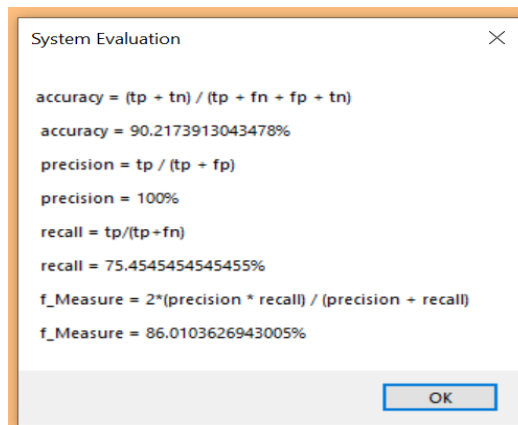 System Evaluation
accuracy = (tp + tn) / (tp + fn + fp + tn)
accuracy = 90.2173913043478%
precision = tp / (tp + fp)
precision = 100%
recall = tp/(tp+fn)
recall = 75.4545454545455%
f_Measure = 2*(precision * recall) / (precision + recall)
f_Measure = 86.0103626943005%
OK